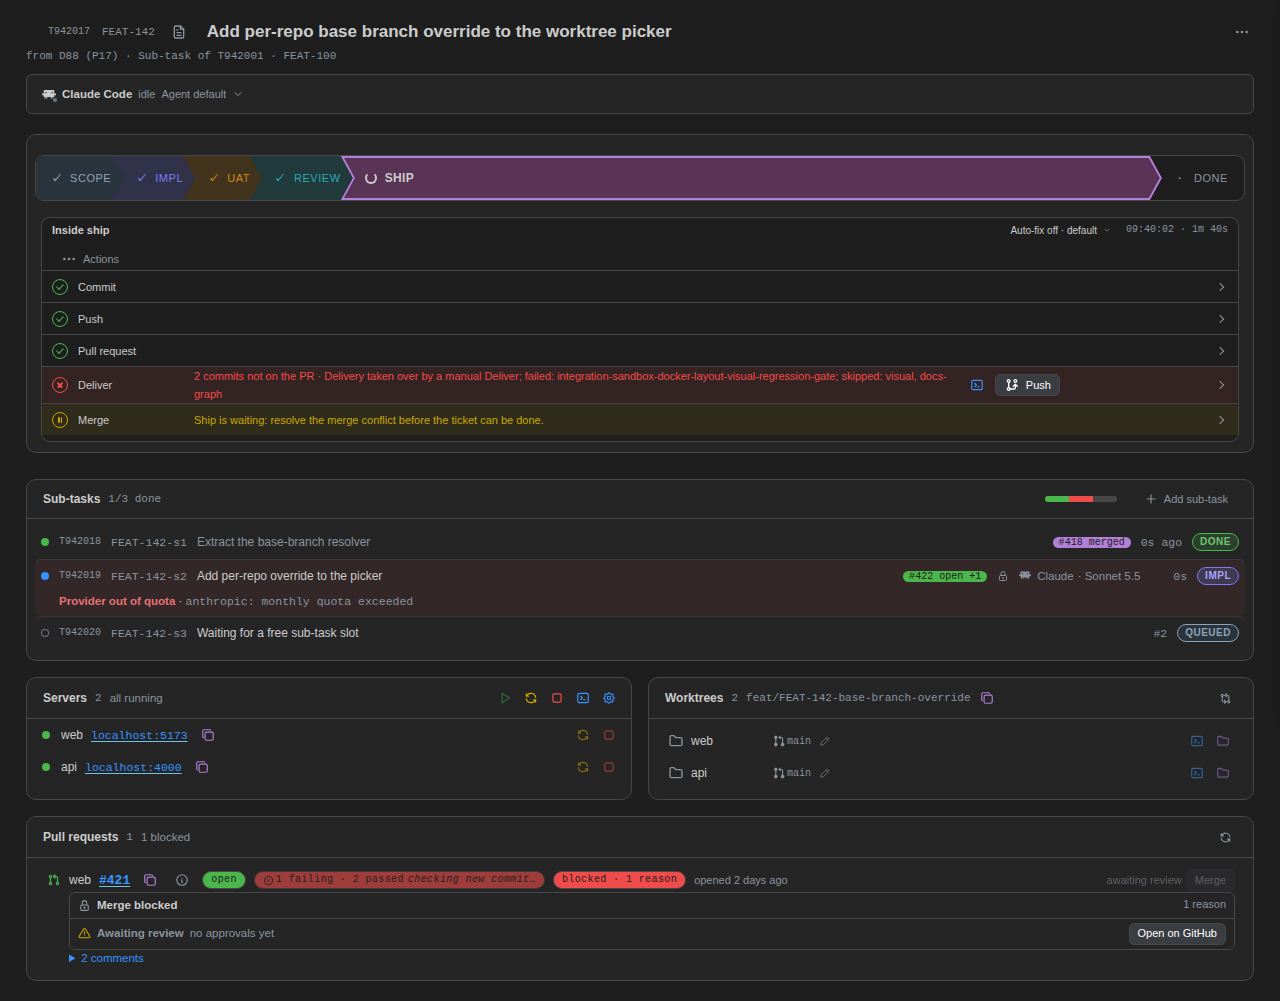 T942017 FEAT-142 Add per-repo base branch override to the worktree picker
from D88 (P17) · Sub-task of T942001 · FEAT-100
Claude Code idle Agent default
SCOPE IMPL UAT REVIEW SHIP DONE
Inside ship Auto-fix off · default 09:40:02 · 1m 40s
Actions
Commit
Push
Pull request
Deliver 2 commits not on the PR · Delivery taken over by a manual Deliver; failed: integration-sandbox-docker-layout-visual-regression-gate; skipped: visual, docs-graph Push
Merge Ship is waiting: resolve the merge conflict before the ticket can be done.
Sub-tasks 1/3 done Add sub-task
T942018 FEAT-142-s1 Extract the base-branch resolver #418 merged 0s ago DONE
T942019 FEAT-142-s2 Add per-repo override to the picker #422 open +1 Claude · Sonnet 5.5 0s IMPL
Provider out of quota · anthropic: monthly quota exceeded
T942020 FEAT-142-s3 Waiting for a free sub-task slot #2 QUEUED
Servers 2 all running
web localhost:5173
api localhost:4000
Worktrees 2 feat/FEAT-142-base-branch-override
web main
api main
Pull requests 1 1 blocked
web #421 open 1 failing · 2 passed checking new commit… blocked · 1 reason opened 2 days ago awaiting review Merge
Merge blocked 1 reason
Awaiting review no approvals yet Open on GitHub
2 comments